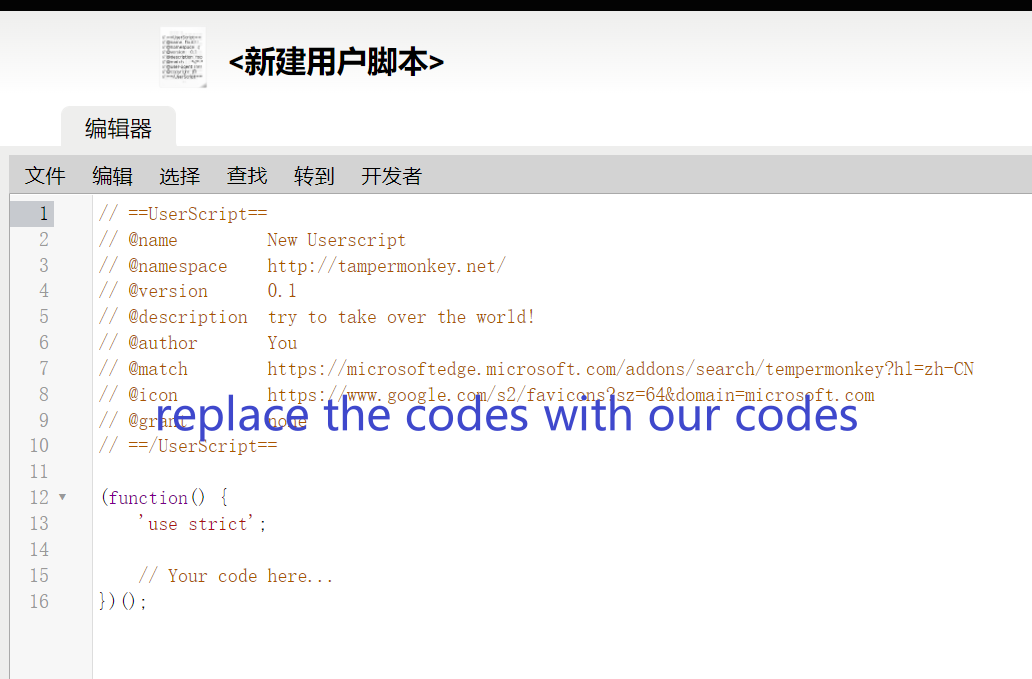 <新建用户脚本>
编辑器
文件 编辑 选择 查找 转到 开发者
1 // ==UserScript==
2 // @name New Userscript
3 // @namespace http://tampermonkey.net/
4 // @version 0.1
5 // @description try to take over the world!
6 // @author You
7 // @match https://microsoftedge.microsoft.com/addons/search/tempermonkey?hl=zh-CN
8 // @icon https://www.google.com/s2/favicons?sz=64&domain=microsoft.com
replace the codes with our codes
9 // @grant none
10 // ==/UserScript==
11
12 (function() {
13 'use strict';
14
15 // Your code here...
16 })();